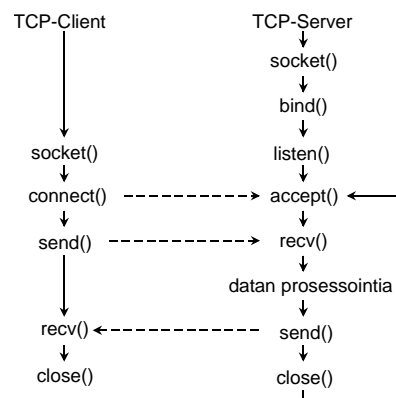 TCP-Client TCP-Server
socket()
bind()
socket() listen()
connect() accept()
send() recv()
datan prosessointia
recv() send()
close() close()